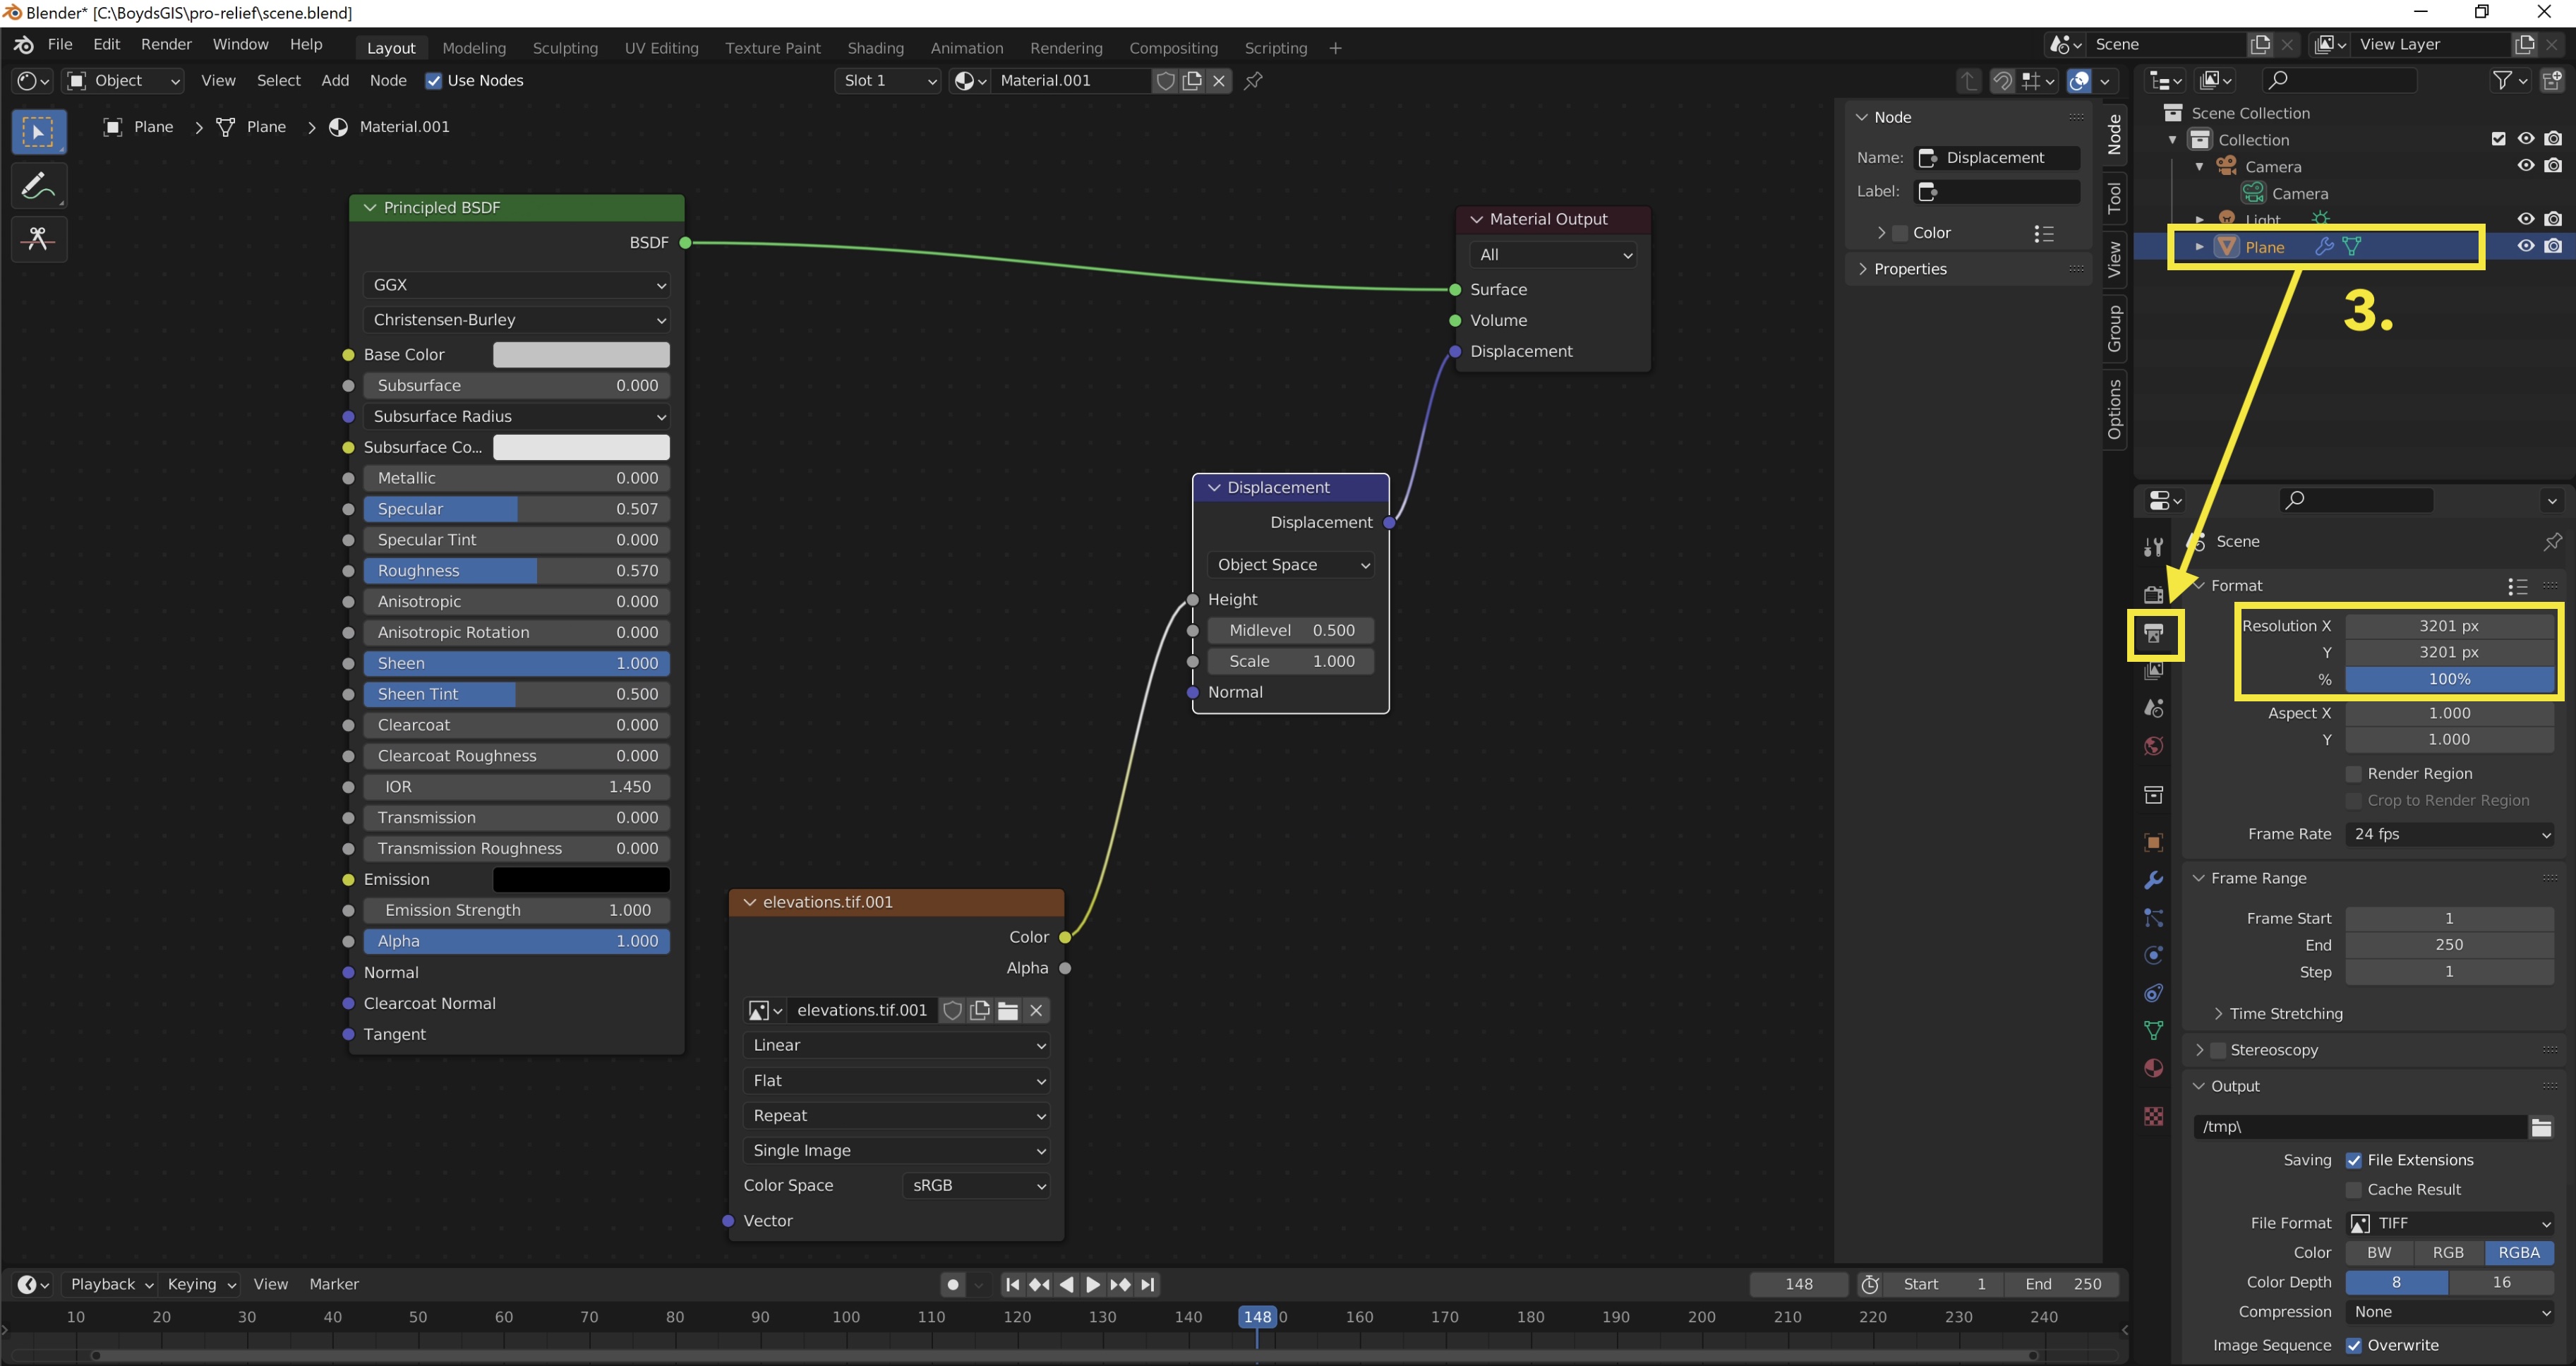 Blender* [C:\BoydsGIS\pro-relief\scene.blend]
File Edit Render Window Help Layout Modeling Sculpting UV Editing Texture Paint Shading Animation Rendering Compositing Scripting + Scene View Layer
Object View Select Add Node Use Nodes Slot 1 Material.001
Plane > Plane > Material.001
Principled BSDF
BSDF
GGX
Christensen-Burley
Base Color
Subsurface 0.000
Subsurface Radius
Subsurface Co...
Metallic 0.000
Specular 0.507
Specular Tint 0.000
Roughness 0.570
Anisotropic 0.000
Anisotropic Rotation 0.000
Sheen 1.000
Sheen Tint 0.500
Clearcoat 0.000
Clearcoat Roughness 0.000
IOR 1.450
Transmission 0.000
Transmission Roughness 0.000
Emission
Emission Strength 1.000
Alpha 1.000
Normal
Clearcoat Normal
Tangent
elevations.tif.001
Color
Alpha
elevations.tif.001
Linear
Flat
Repeat
Single Image
Color Space sRGB
Vector
Displacement
Displacement
Object Space
Height
Midlevel 0.500
Scale 1.000
Normal
Material Output
All
Surface
Volume
Displacement
Node
Name: Displacement
Label:
Color
Properties
Node
Tool
View
Group
Options
Scene Collection
Collection
Camera
Camera
Light
Plane
3.
Scene
Format
Resolution X 3201 px
Y 3201 px
% 100%
Aspect X 1.000
Y 1.000
Render Region
Crop to Render Region
Frame Rate 24 fps
Frame Range
Frame Start 1
End 250
Step 1
Time Stretching
Stereoscopy
Output
/tmp\
Saving File Extensions
Cache Result
File Format TIFF
Color BW RGB RGBA
Color Depth 8 16
Compression None
Image Sequence Overwrite
Playback Keying View Marker 148 Start 1 End 250
10 20 30 40 50 60 70 80 90 100 110 120 130 140 148 0 160 170 180 190 200 210 220 230 240